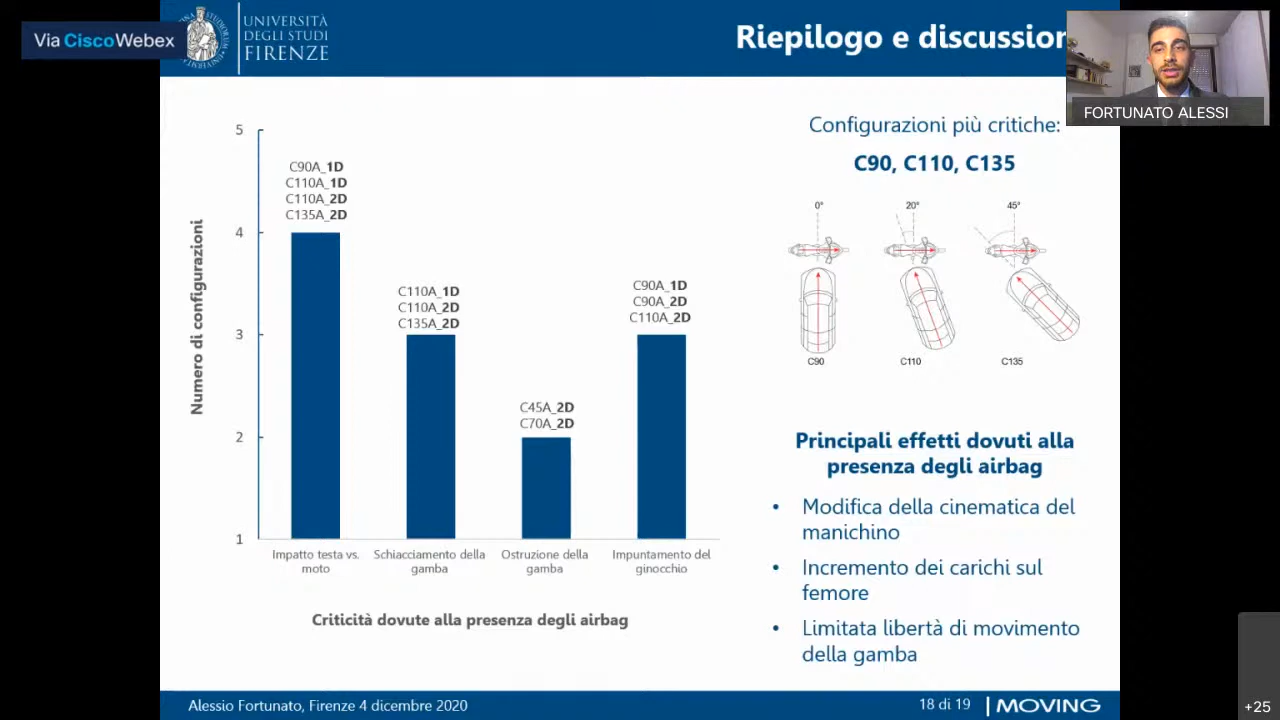 Via Cisco Webex
UNIVERSITÀ
DEGLI STUDI
FIRENZE
Riepilogo e discussion
FORTUNATO ALESSI
5
4
3
2
1
Numero di configurazioni
C90A_1D
C110A_1D
C110A_2D
C135A_2D
C110A_1D
C110A_2D
C135A_2D
C45A_2D
C70A_2D
C90A_1D
C90A_2D
C110A_2D
Impatto testa vs.
moto
Schiacciamento della
gamba
Ostruzione della
gamba
Impuntamento del
ginocchio
Criticità dovute alla presenza degli airbag
Configurazioni più critiche:
C90, C110, C135
0°
20°
45°
C90
C110
C135
Principali effetti dovuti alla
presenza degli airbag
• Modifica della cinematica del
manichino
• Incremento dei carichi sul
femore
• Limitata libertà di movimento
della gamba
Alessio Fortunato, Firenze 4 dicembre 2020
18 di 19
MOVING
+25